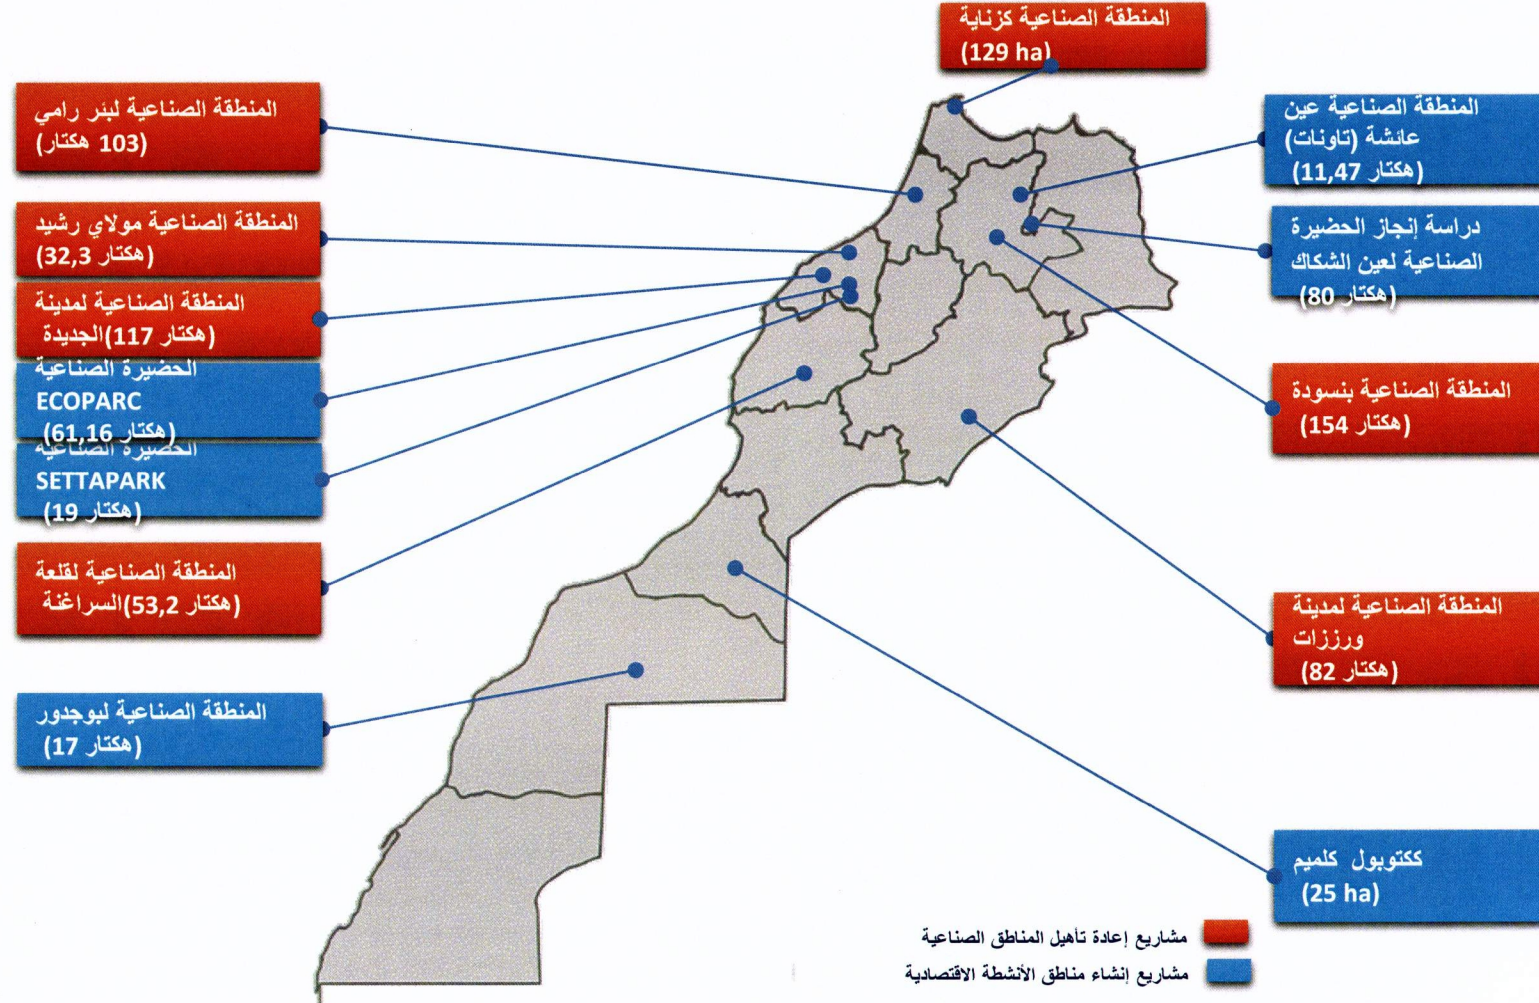 المنطقة الصناعية كزناية
(129 ha)
المنطقة الصناعية لبئر رامي
(103 هكتار)
المنطقة الصناعية مولاي رشيد
(32,3 هكتار)
المنطقة الصناعية لمدينة
الجديدة (117 هكتار)
الحضيرة الصناعية
ECOPARC
(61,16 هكتار)
الحضيرة الصناعية
SETTAPARK
(19 هكتار)
المنطقة الصناعية لقلعة
السراغنة (53,2 هكتار)
المنطقة الصناعية لبوجدور
(17 هكتار)
المنطقة الصناعية عين
عائشة (تاونات)
(11,47 هكتار)
دراسة إنجاز الحضيرة
الصناعية لعين الشكاك
(80 هكتار)
المنطقة الصناعية بنسودة
(154 هكتار)
المنطقة الصناعية لمدينة
ورززات
(82 هكتار)
ككتوبول كلميم
(25 ha)
مشاريع إعادة تأهيل المناطق الصناعية
مشاريع إنشاء مناطق الأنشطة الاقتصادية